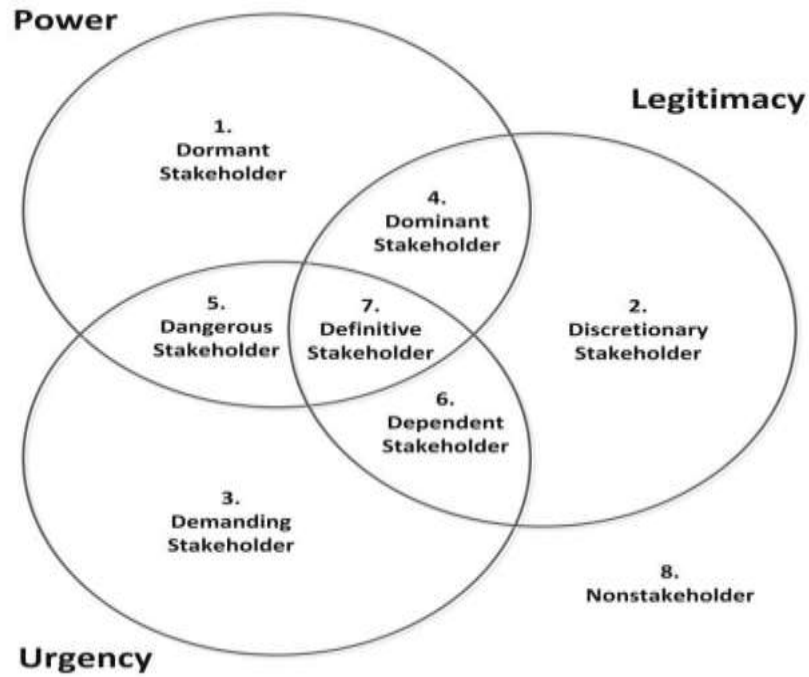 Power
Legitimacy
1.
Dormant
Stakeholder
4.
Dominant
Stakeholder
5.
Dangerous
Stakeholder
7.
Definitive
Stakeholder
2.
Discretionary
Stakeholder
6.
Dependent
Stakeholder
3.
Demanding
Stakeholder
8.
Nonstakeholder
Urgency